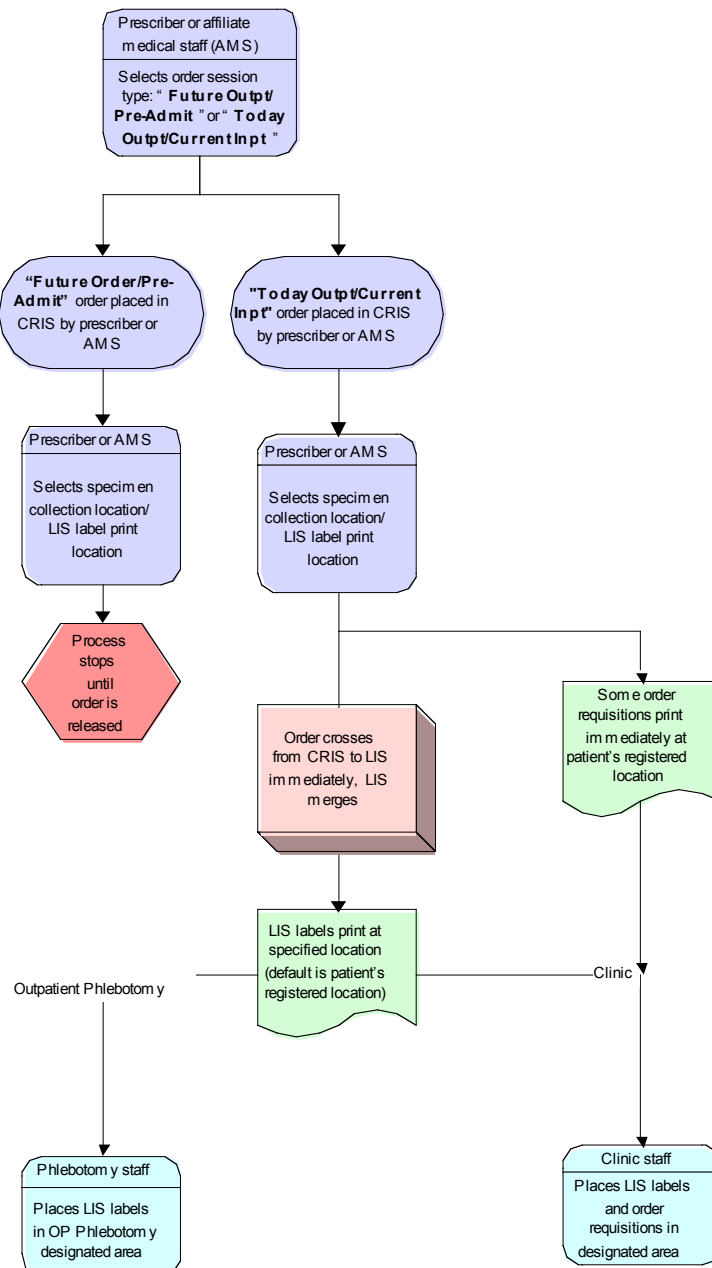 Prescriber or affiliate
medical staff (AMS)
Selects order session
type: “ Future Outpt/
Pre-Admit ” or “ Today
Outpt/Current Inpt ”
“Future Order/Pre-
Admit” order placed in
CRIS by prescriber or
AMS
"Today Outpt/Current
Inpt" order placed in CRIS
by prescriber or AMS
Prescriber or AMS
Selects specimen
collection location/
LIS label print
location
Prescriber or AMS
Selects specimen
collection location/
LIS label print
location
Process
stops
until
order is
released
Order crosses
from CRIS to LIS
immediately, LIS
merges
Some order
requisitions print
immediately at
patient’s registered
location
LIS labels print at
specified location
(default is patient’s
registered location)
Outpatient Phlebotomy
Clinic
Phlebotomy staff
Places LIS labels
in OP Phlebotomy
designated area
Clinic staff
Places LIS labels
and order
requisitions in
designated area